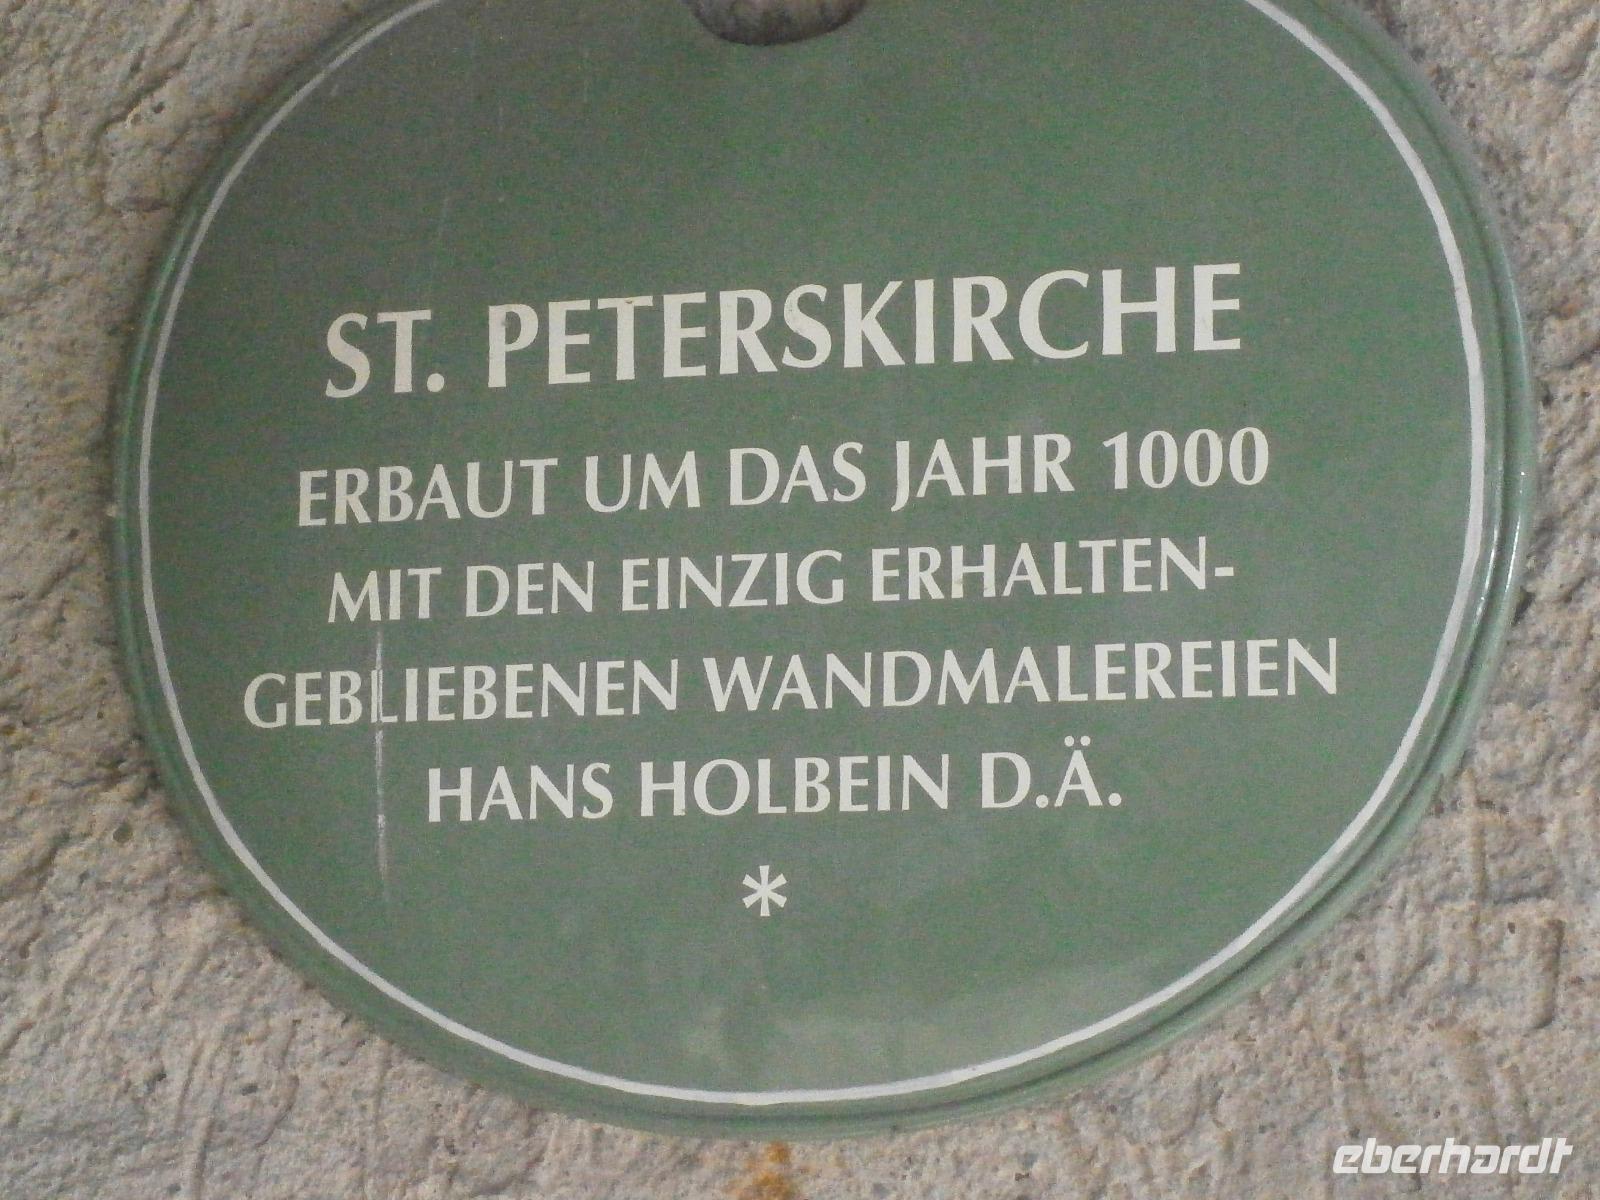 ST. PETERSKIRCHE
ERBAUT UM DAS JAHR 1000
MIT DEN EINZIG ERHALTEN-
GEBLIEBENEN WANDMALEREIEN
HANS HOLBEIN D.Ä.
*
eberhardt